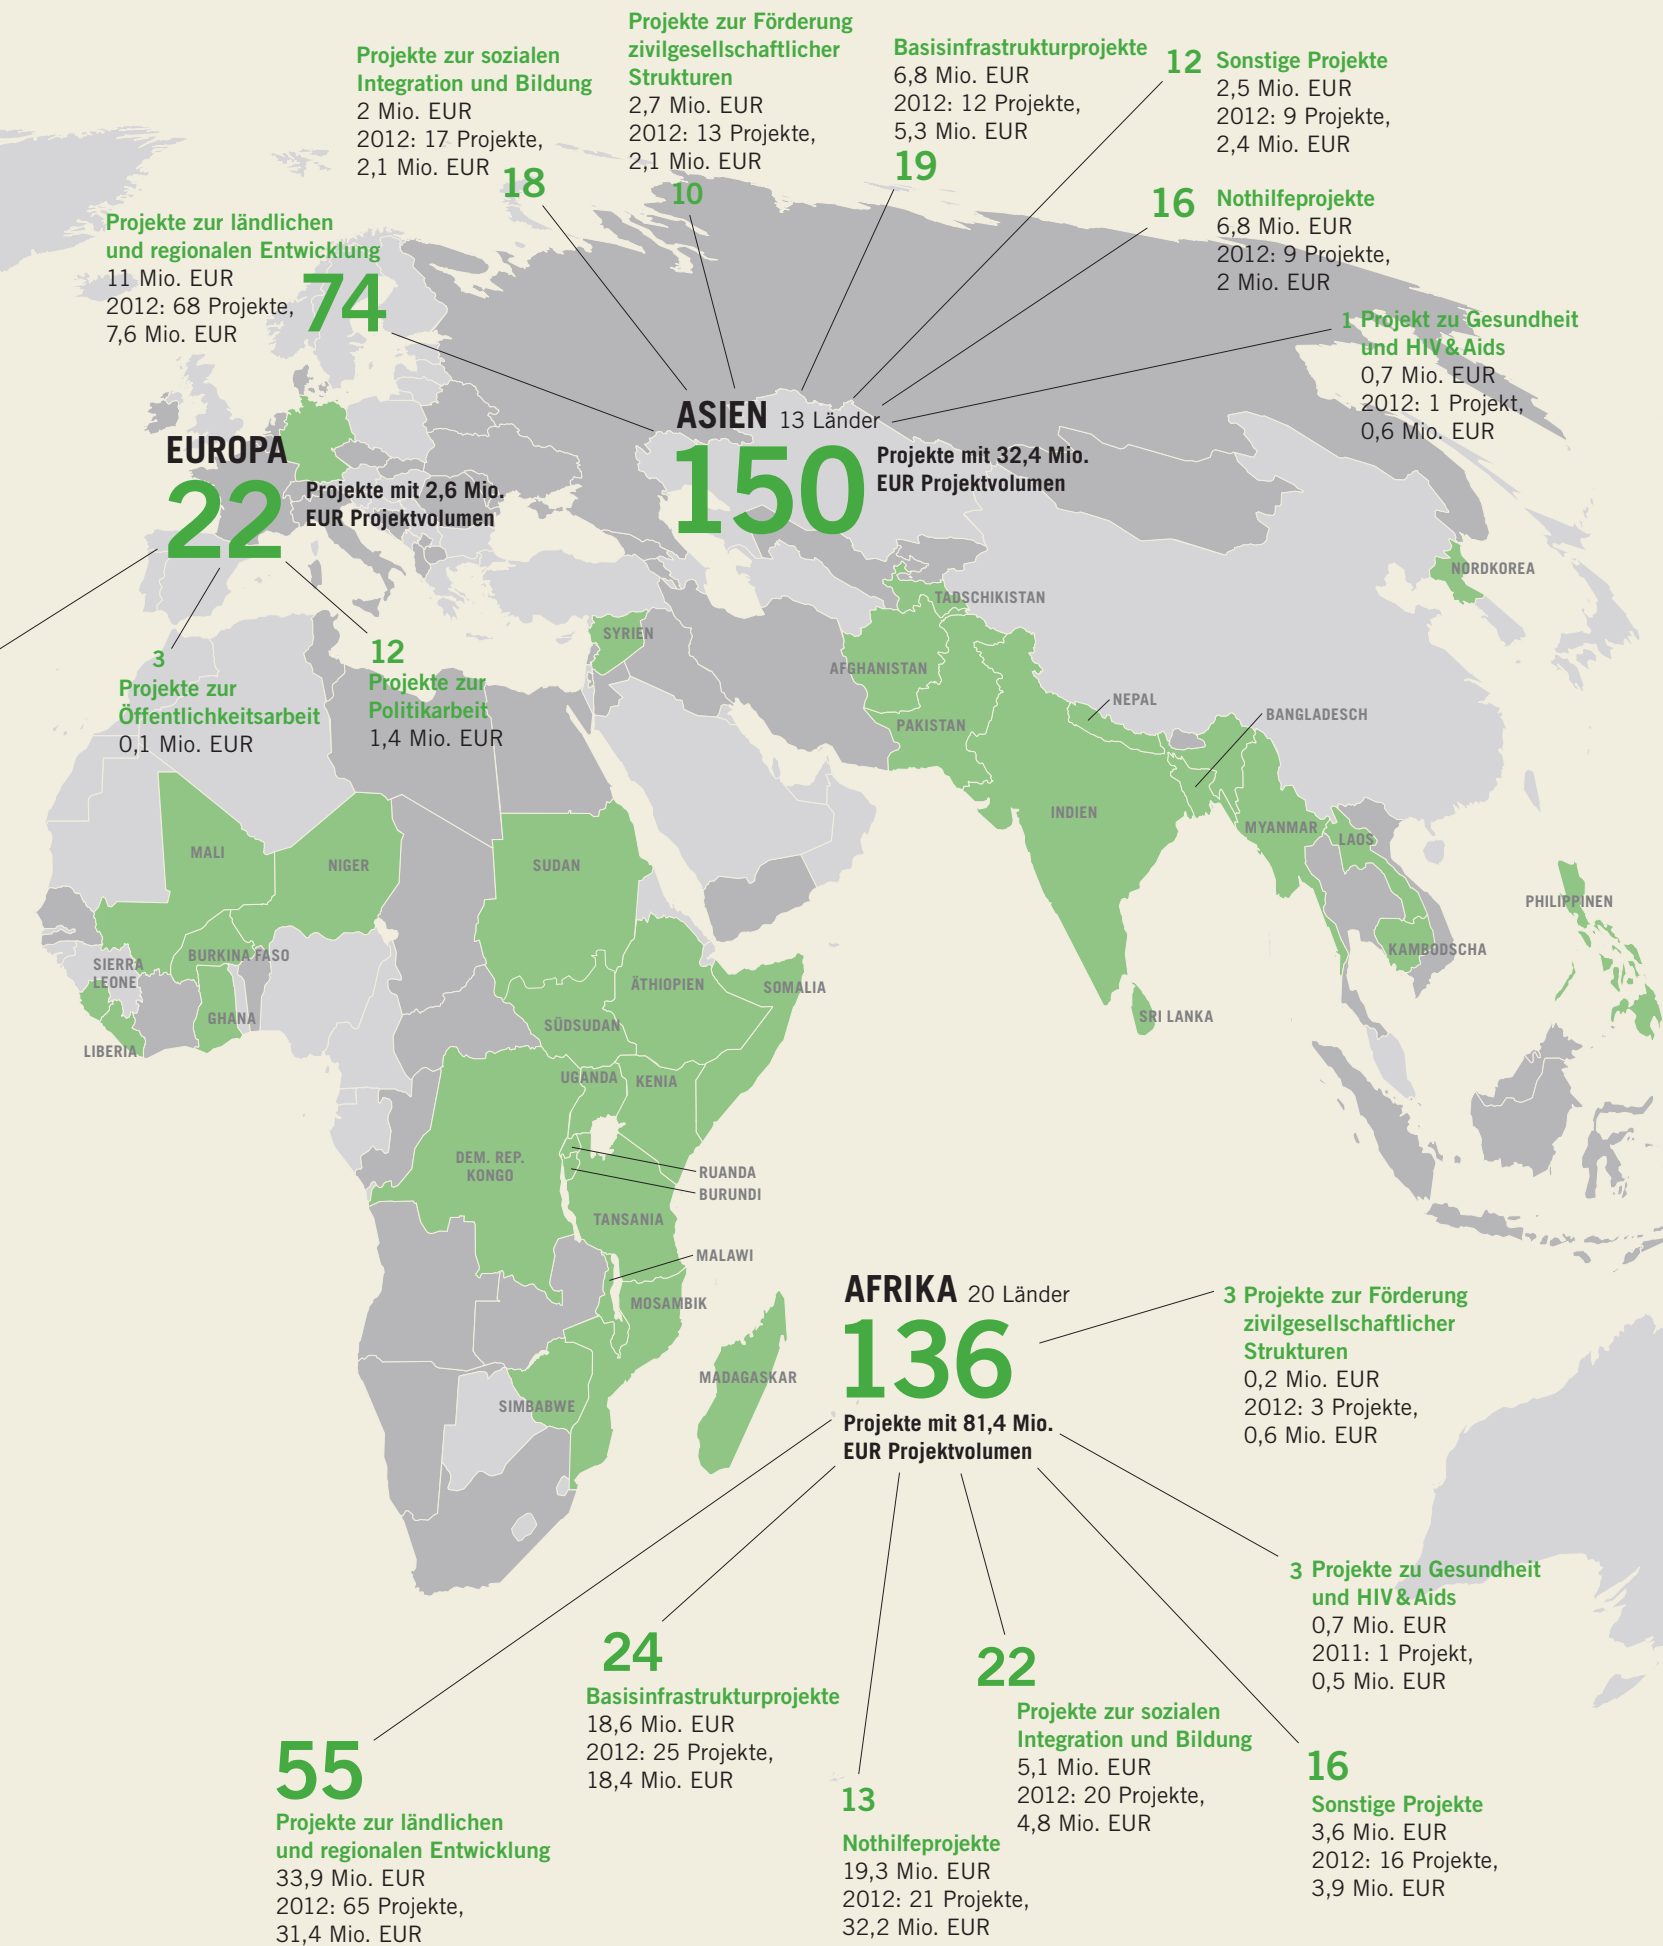 Projekte zur Förderung
zivilgesellschaftlicher
Strukturen
2,7 Mio. EUR
2012: 13 Projekte,
2,1 Mio. EUR
10
Projekte zur sozialen
Integration und Bildung
2 Mio. EUR
2012: 17 Projekte,
2,1 Mio. EUR
18
Basisinfrastrukturprojekte
6,8 Mio. EUR
2012: 12 Projekte,
5,3 Mio. EUR
19
12 Sonstige Projekte
2,5 Mio. EUR
2012: 9 Projekte,
2,4 Mio. EUR
16 Nothilfeprojekte
6,8 Mio. EUR
2012: 9 Projekte,
2 Mio. EUR
Projekte zur ländlichen
und regionalen Entwicklung
11 Mio. EUR
2012: 68 Projekte,
7,6 Mio. EUR
74
1 Projekt zu Gesundheit
und HIV & Aids
0,7 Mio. EUR
2012: 1 Projekt,
0,6 Mio. EUR
ASIEN 13 Länder
150
Projekte mit 32,4 Mio.
EUR Projektvolumen
EUROPA
22
Projekte mit 2,6 Mio.
EUR Projektvolumen
3
Projekte zur
Öffentlichkeitsarbeit
0,1 Mio. EUR
12
Projekte zur
Politikarbeit
1,4 Mio. EUR
NORDKOREA
TADSCHIKISTAN
SYRIEN
AFGHANISTAN
NEPAL
BANGLADESCH
PAKISTAN
INDIEN
MYANMAR
LAOS
PHILIPPINEN
KAMBODSCHA
SRI LANKA
MALI
NIGER
SUDAN
BURKINA FASO
SIERRA
LEONE
GHANA
LIBERIA
ÄTHIOPIEN
SOMALIA
SÜDSUDAN
UGANDA
KENIA
DEM. REP.
KONGO
RUANDA
BURUNDI
TANSANIA
MALAWI
MOSAMBIK
MADAGASKAR
SIMBABWE
AFRIKA 20 Länder
136
Projekte mit 81,4 Mio.
EUR Projektvolumen
3 Projekte zur Förderung
zivilgesellschaftlicher
Strukturen
0,2 Mio. EUR
2012: 3 Projekte,
0,6 Mio. EUR
3 Projekte zu Gesundheit
und HIV & Aids
0,7 Mio. EUR
2011: 1 Projekt,
0,5 Mio. EUR
24
Basisinfrastrukturprojekte
18,6 Mio. EUR
2012: 25 Projekte,
18,4 Mio. EUR
22
Projekte zur sozialen
Integration und Bildung
5,1 Mio. EUR
2012: 20 Projekte,
4,8 Mio. EUR
55
Projekte zur ländlichen
und regionalen Entwicklung
33,9 Mio. EUR
2012: 65 Projekte,
31,4 Mio. EUR
13
Nothilfeprojekte
19,3 Mio. EUR
2012: 21 Projekte,
32,2 Mio. EUR
16
Sonstige Projekte
3,6 Mio. EUR
2012: 16 Projekte,
3,9 Mio. EUR